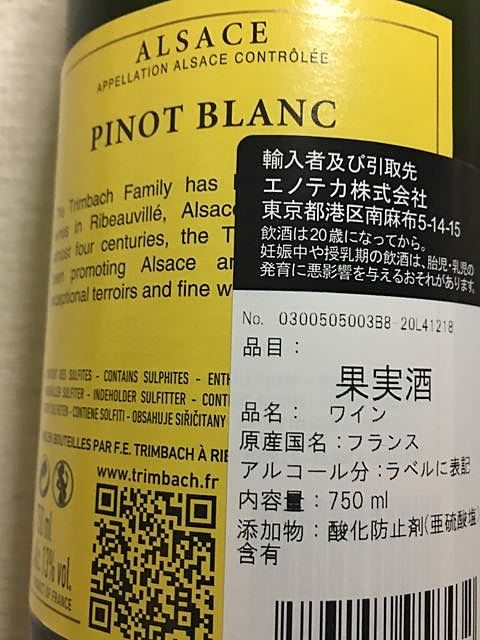 ALSACE
APPELLATION ALSACE CONTRÔLÉE
PINOT BLANC
Trimbach Family has
in Ribeauvillé, Alsace
four centuries, the
promoting Alsace
terroirs and fine
SULFITES - CONTAINS SULPHITES -
SULFITER - INDEHOLDER SULFITTER -
CONTIENE SOLFITI - OBSAHUJE SIŘIČITANY
BOUTEILLES PAR F.E. TRIMBACH À
www.trimbach.fr
ml
13% vol.
OF FRANCE
輸入者及び引取先
エノテカ株式会社
東京都港区南麻布5-14-15
飲酒は20歳になってから。
妊娠中や授乳期の飲酒は、胎児・乳児の
発育に悪影響を与えるおそれがあります。
No. 0300505003B8-20L41218
品目：
果実酒
品名： ワイン
原産国名：フランス
アルコール分：ラベルに表記
内容量：750 ml
添加物：酸化防止剤(亜硫酸塩)
含有